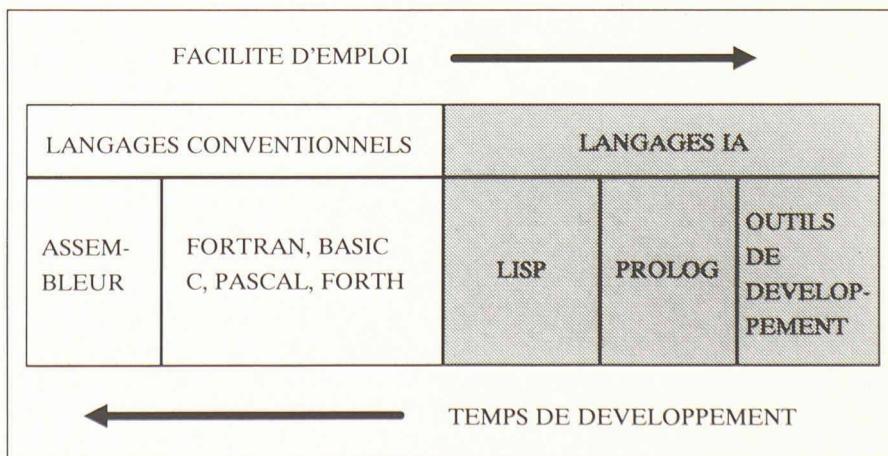 FACILITE D'EMPLOI
LANGAGES CONVENTIONNELS
LANGAGES IA
ASSEM-
BLEUR
FORTRAN, BASIC
C, PASCAL, FORTH
LISP
PROLOG
OUTILS
DE
DEVELOP-
PEMENT
TEMPS DE DEVELOPPEMENT